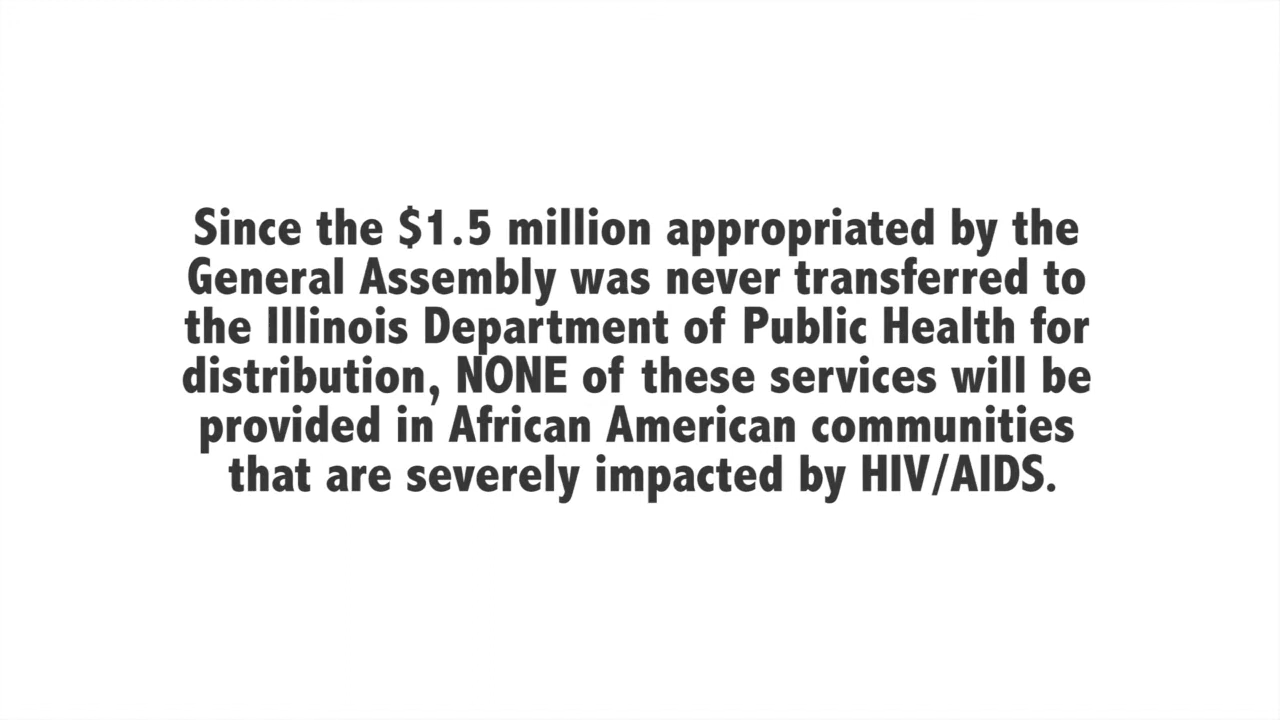 Since the $1.5 million appropriated by the
General Assembly was never transferred to
the Illinois Department of Public Health for
distribution, NONE of these services will be
provided in African American communities
that are severely impacted by HIV/AIDS.